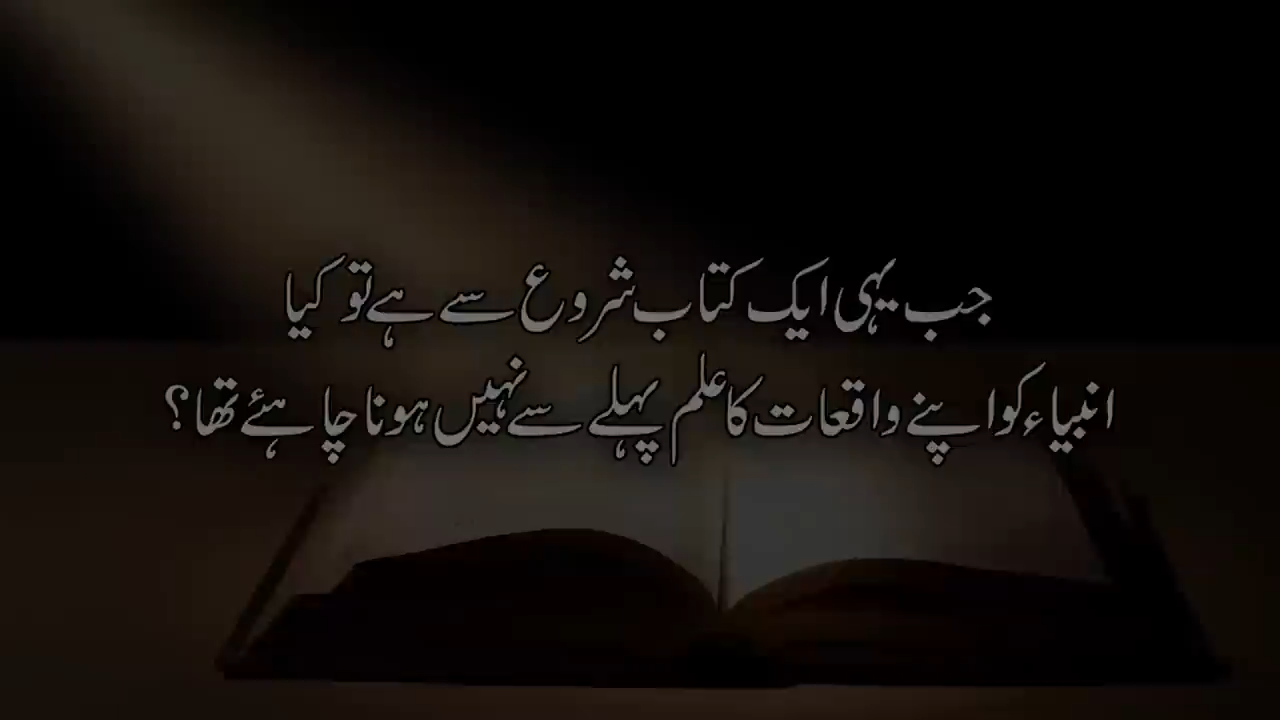 جب یہی ایک کتاب شروع سے ہے تو کیا
انبیاء کو اپنے واقعات کا علم پہلے سے نہیں ہونا چاہئے تھا؟